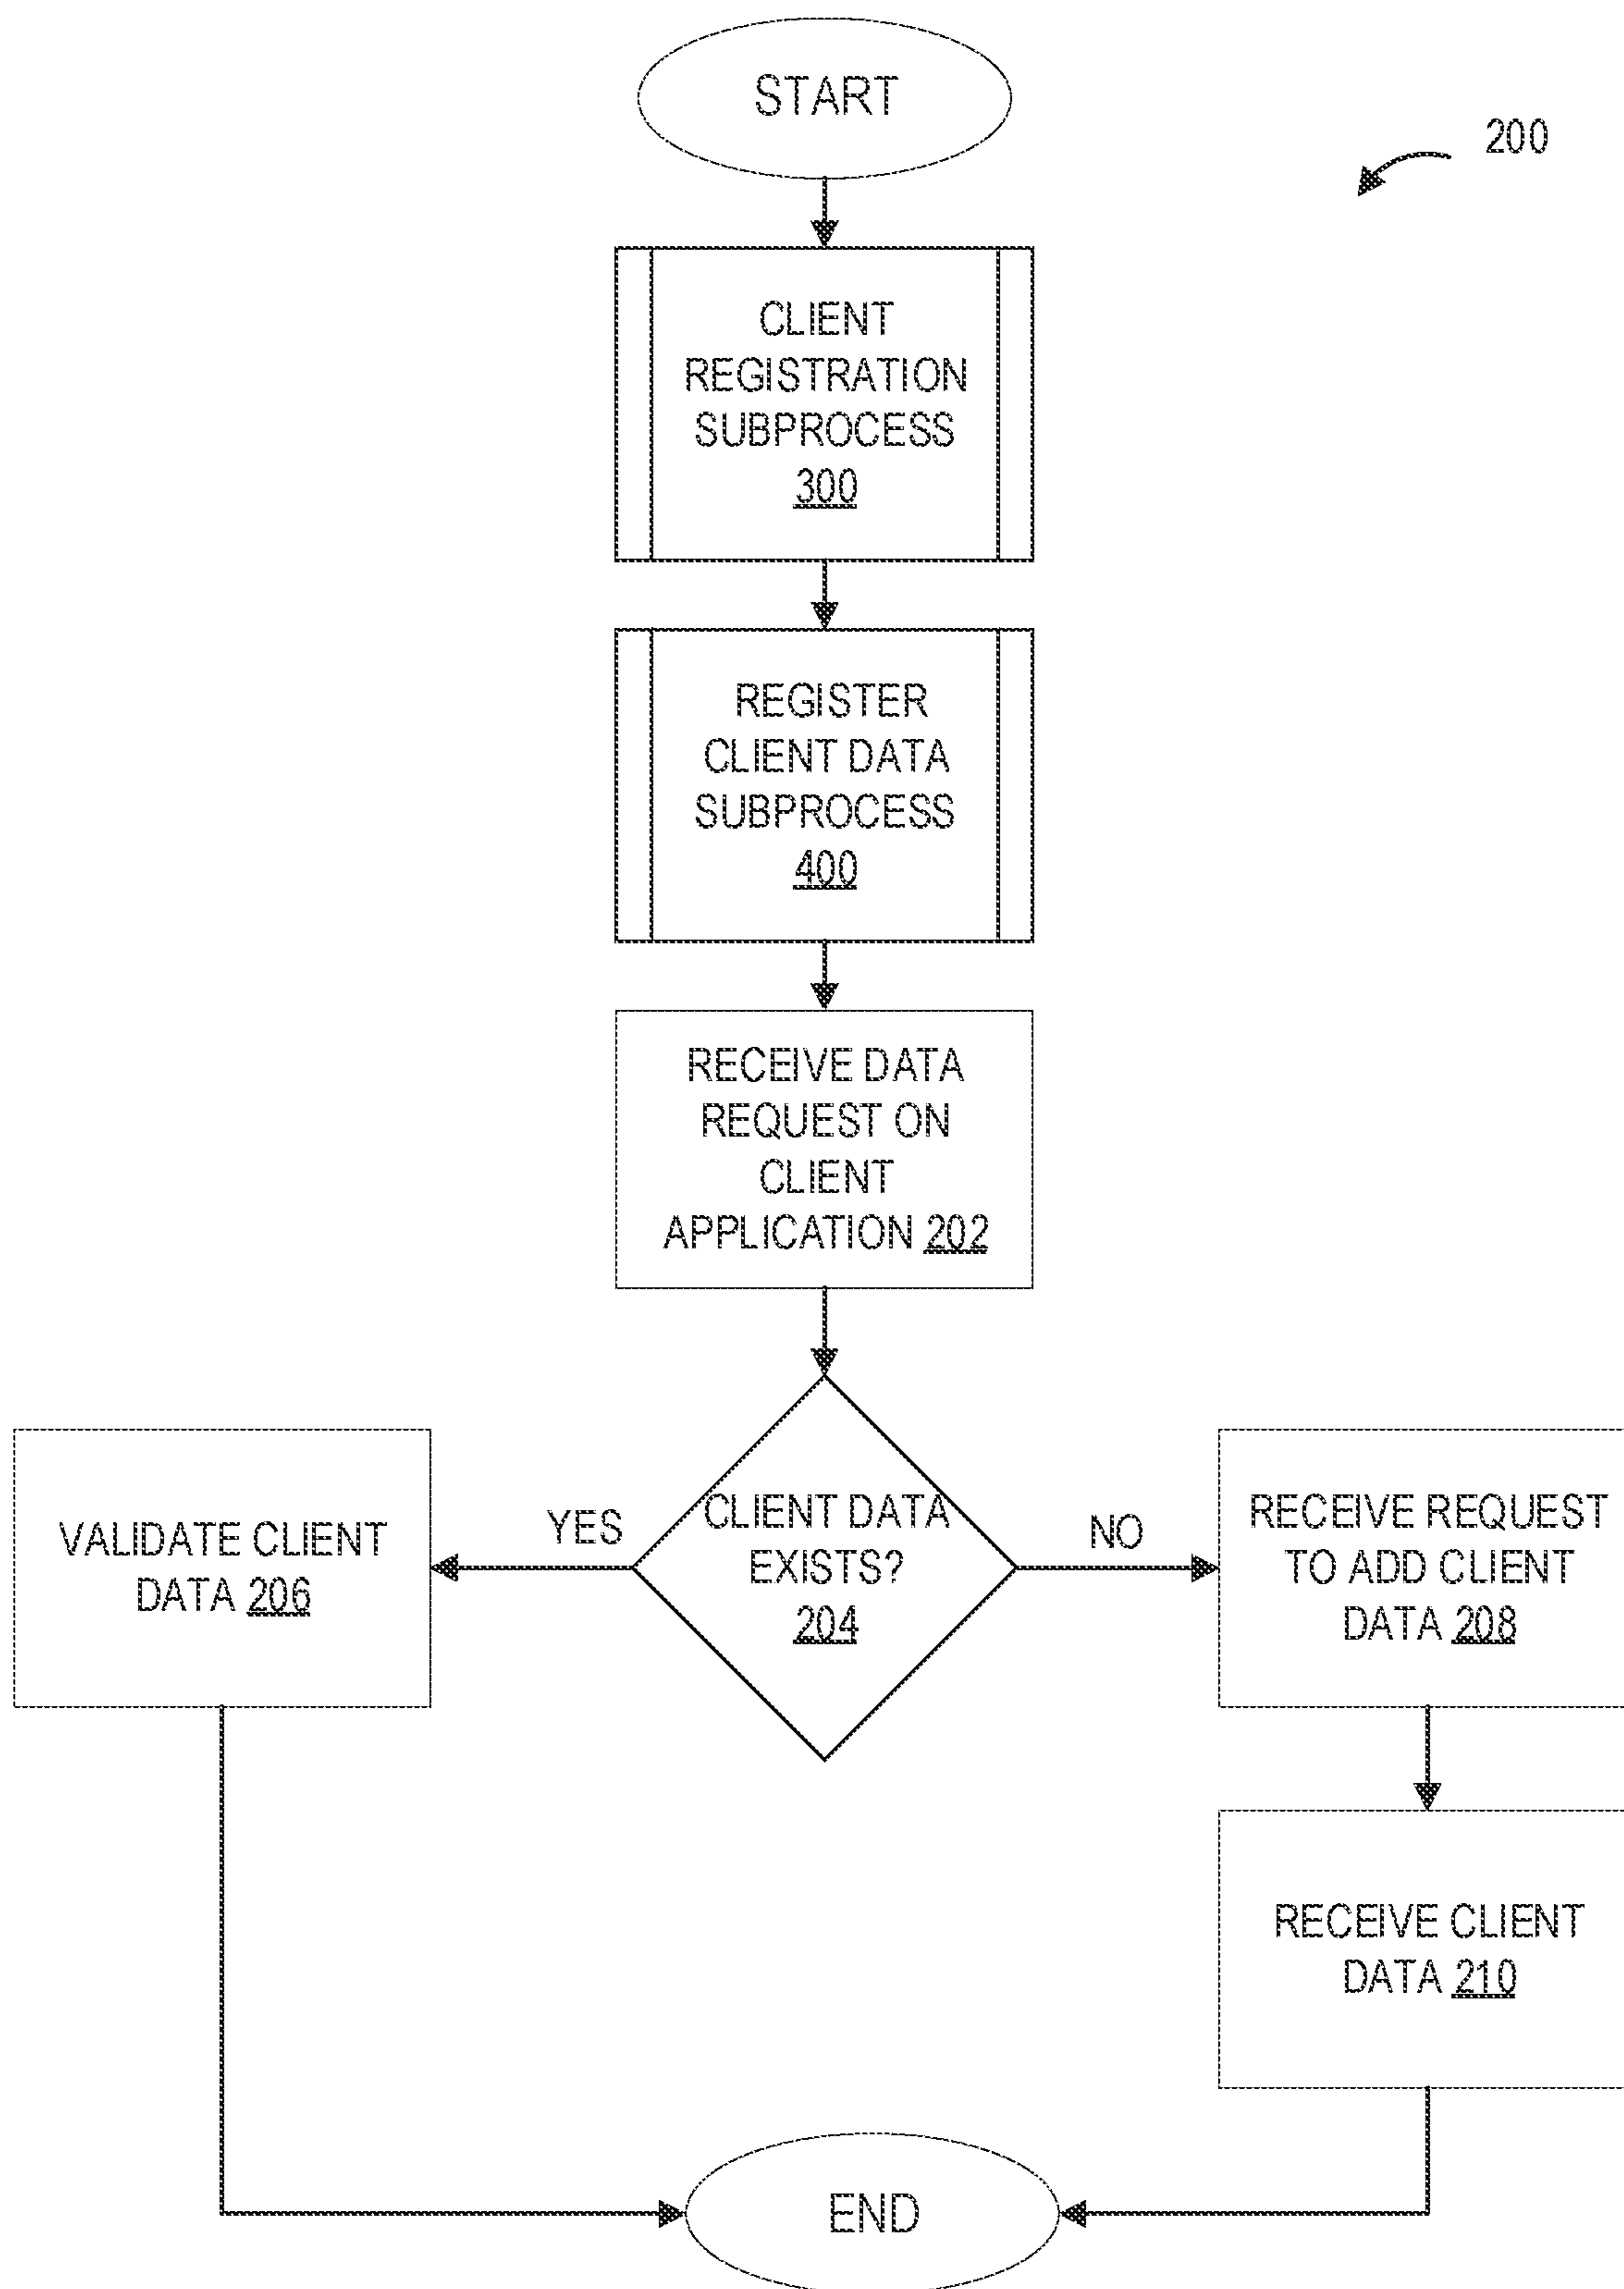 START
200
CLIENT
REGISTRATION
SUBPROCESS
300
REGISTER
CLIENT DATA
SUBPROCESS
400
RECEIVE DATA
REQUEST ON
CLIENT
APPLICATION 202
CLIENT DATA
EXISTS?
204
YES
NO
VALIDATE CLIENT
DATA 206
RECEIVE REQUEST
TO ADD CLIENT
DATA 208
RECEIVE CLIENT
DATA 210
END